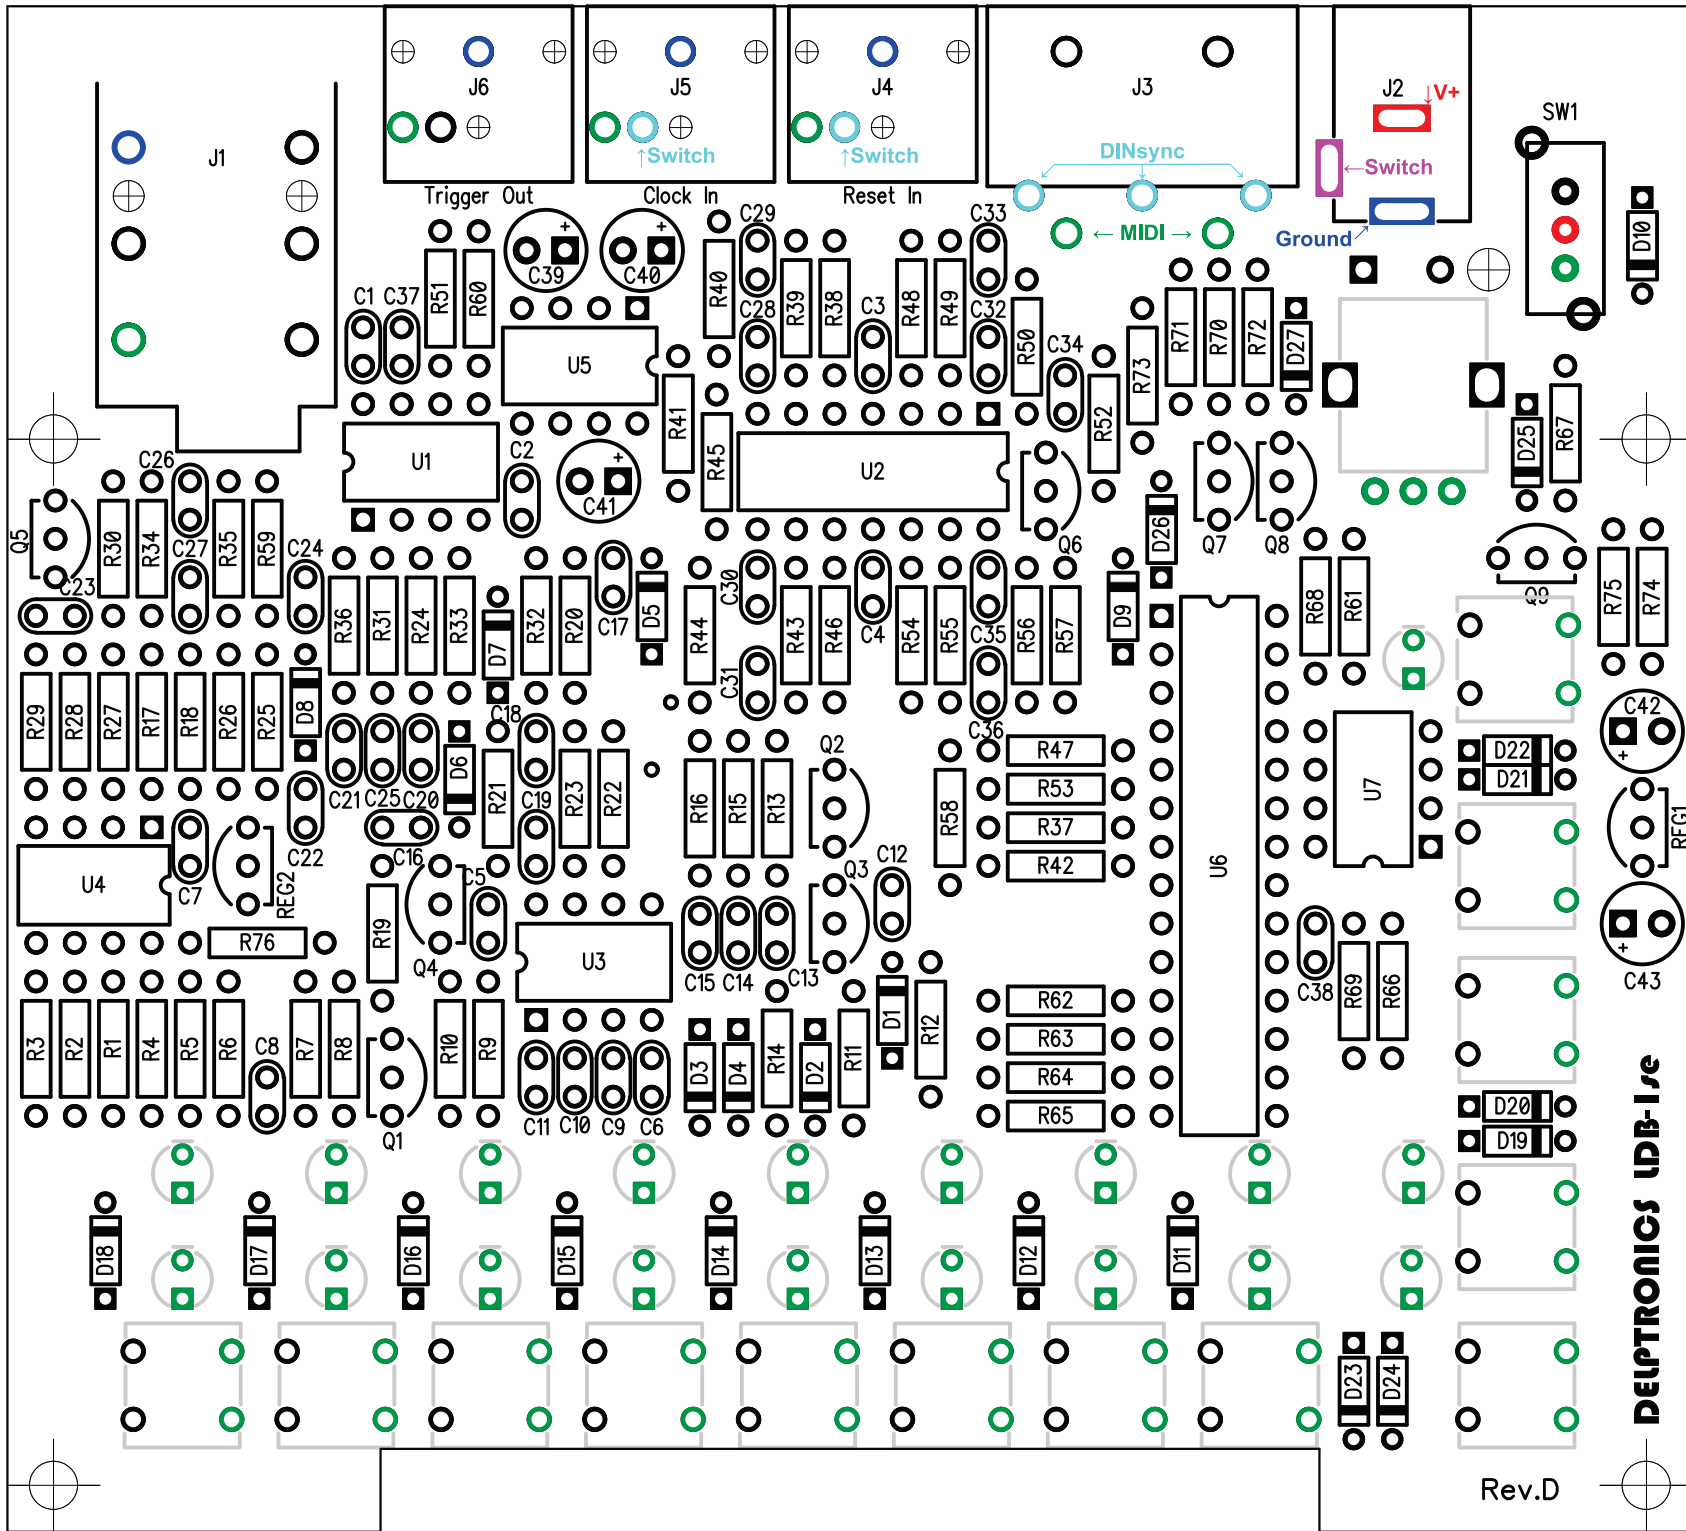 J6
J5
J4
J3
J2
↓V+
SW1
J1
↑Switch
↑Switch
DINsync
←Switch
Trigger Out
Clock In
Reset In
← MIDI →
Ground
D10
C29
C33
C39
C40
R51
R60
R40
R39
R38
R48
R49
C1
C37
C28
C3
C32
R50
C34
R73
R71
R70
R72
D27
U5
R41
R52
R45
D25
R67
U1
C2
U2
C41
C26
Q5
R30
R34
R35
R59
C27
C24
Q6
D26
Q7
Q8
C23
R36
R31
R24
R33
D7
R32
R20
C17
D5
R44
C30
R43
R46
C4
R54
R55
C35
R56
R57
D9
R68
R61
Q9
R75
R74
R29
R28
R27
R17
R18
R26
R25
D8
C18
C31
C36
C42
C21
C25
C20
D6
R21
C19
R23
R22
R16
R15
R13
Q2
R58
R47
R53
R37
R42
U6
U7
D22
D21
REG1
C22
C16
U4
C7
REG2
R19
C5
Q3
C12
R76
Q4
U3
C15
C14
C13
C38
R69
R66
C43
R3
R2
R1
R4
R5
R6
C8
R7
R8
R10
R9
D3
D4
R14
D2
R11
D1
R12
R62
R63
R64
R65
Q1
C11
C10
C9
C6
D20
D19
D18
D17
D16
D15
D14
D13
D12
D11
D23
D24
DELPTRONICS LDB-1se
Rev.D